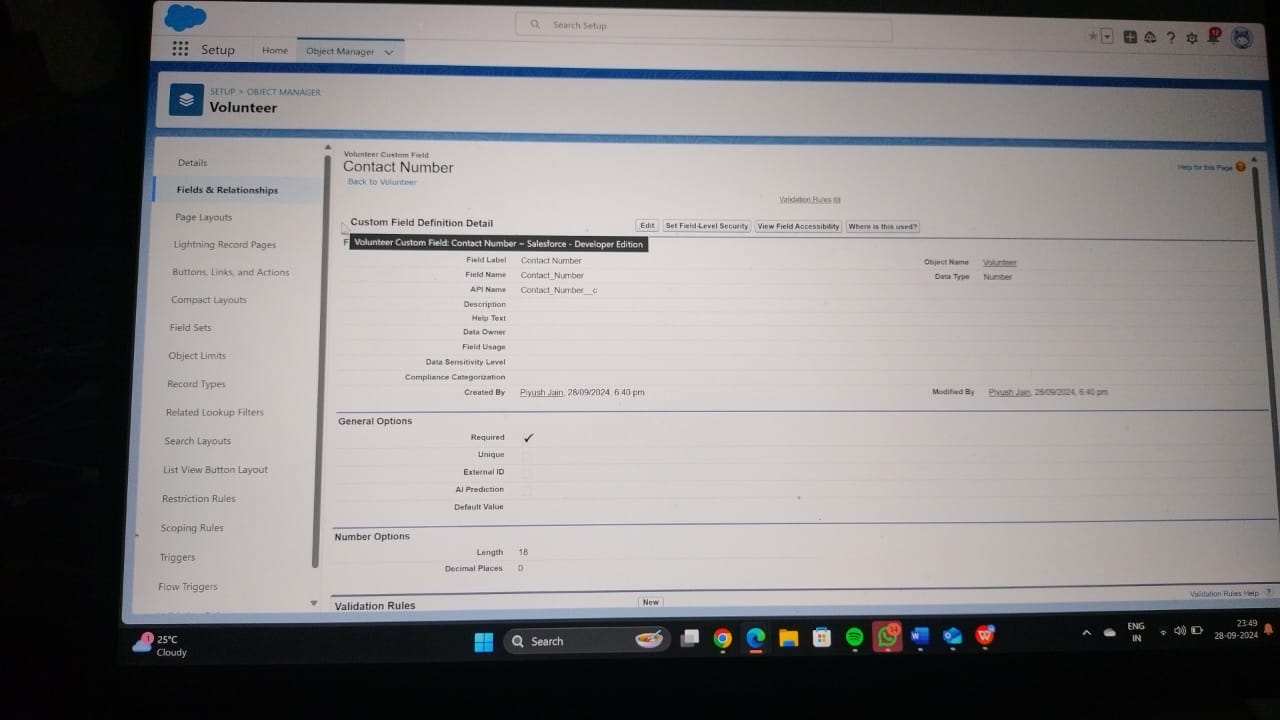 Search Setup
Setup
Home
Object Manager
12
SETUP > OBJECT MANAGER
Volunteer
Details
Fields & Relationships
Page Layouts
Lightning Record Pages
Buttons, Links, and Actions
Compact Layouts
Field Sets
Object Limits
Record Types
Related Lookup Filters
Search Layouts
List View Button Layout
Restriction Rules
Scoping Rules
Triggers
Flow Triggers
Volunteer Custom Field
Contact Number
Back to Volunteer
Help for this Page ?
Validation Rules [0]
Custom Field Definition Detail
Edit
Set Field-Level Security
View Field Accessibility
Where is this used?
F
Volunteer Custom Field: Contact Number ~ Salesforce - Developer Edition
Field Label Contact Number
Object Name Volunteer
Field Name Contact_Number
Data Type Number
API Name Contact_Number__c
Description
Help Text
Data Owner
Field Usage
Data Sensitivity Level
Compliance Categorization
Created By Piyush Jain, 28/09/2024, 6:40 pm
Modified By Piyush Jain, 28/09/2024, 6:40 pm
General Options
Required ✓
Unique
External ID
AI Prediction
Default Value
Number Options
Length 18
Decimal Places 0
Validation Rules
New
Validation Rules Help ?
1
25°C
Cloudy
Search
ENG
IN
23:49
28-09-2024